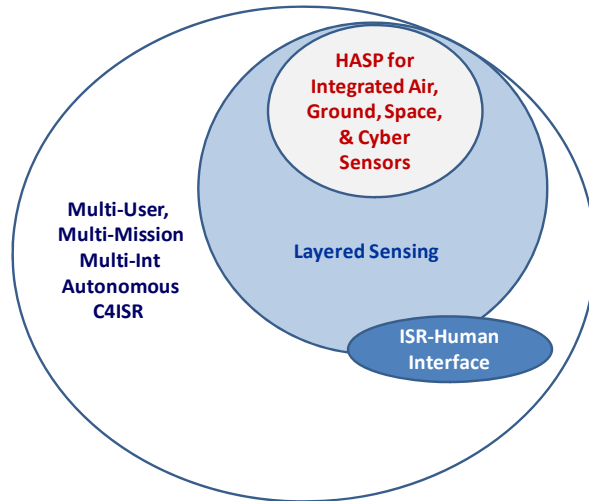 HASP for
Integrated Air,
Ground, Space,
& Cyber
Sensors
Multi-User,
Multi-Mission
Multi-Int
Autonomous
C4ISR
Layered Sensing
ISR-Human
Interface